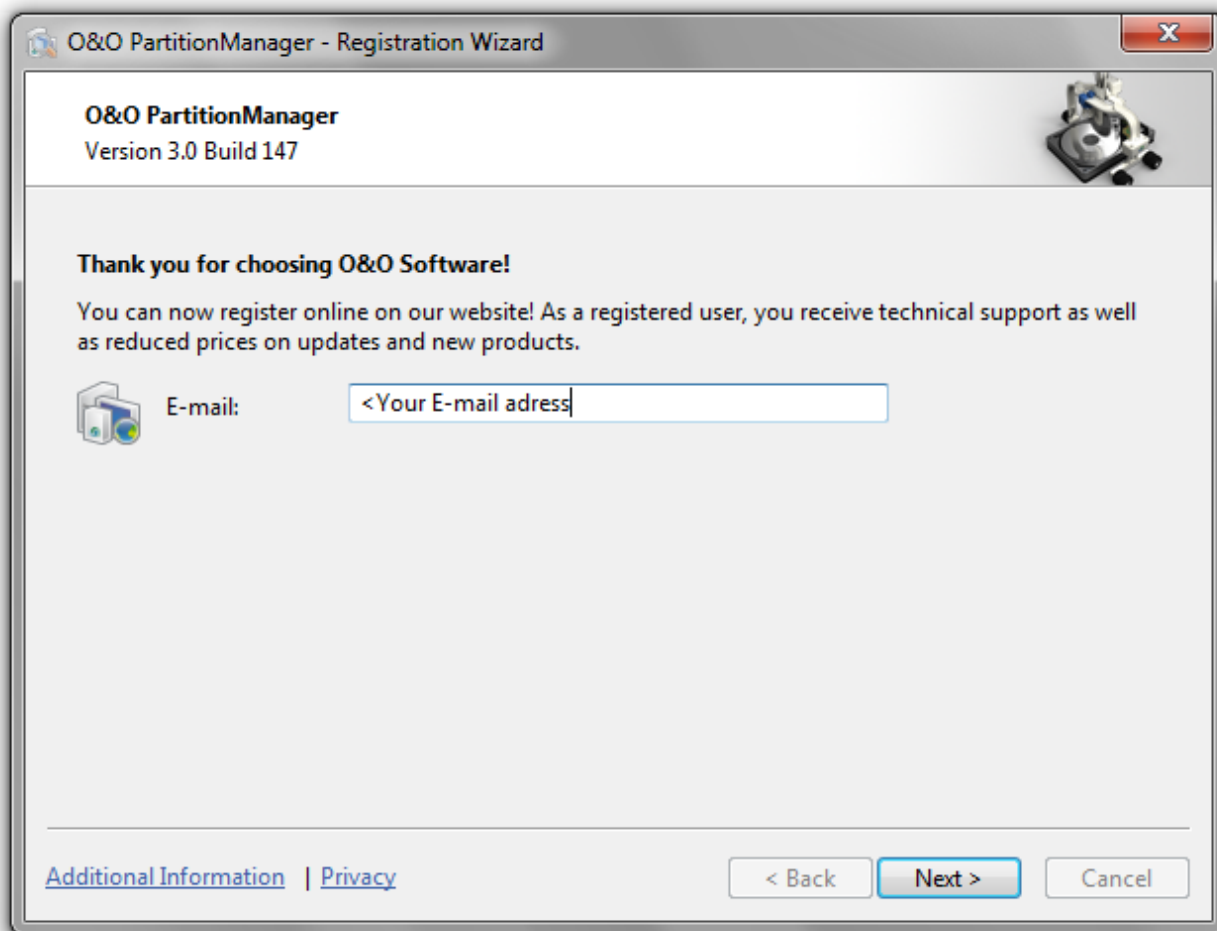 O&O PartitionManager - Registration Wizard
O&O PartitionManager
Version 3.0 Build 147
Thank you for choosing O&O Software!
You can now register online on our website! As a registered user, you receive technical support as well
as reduced prices on updates and new products.
E-mail: <Your E-mail adress
Additional Information | Privacy < Back Next > Cancel